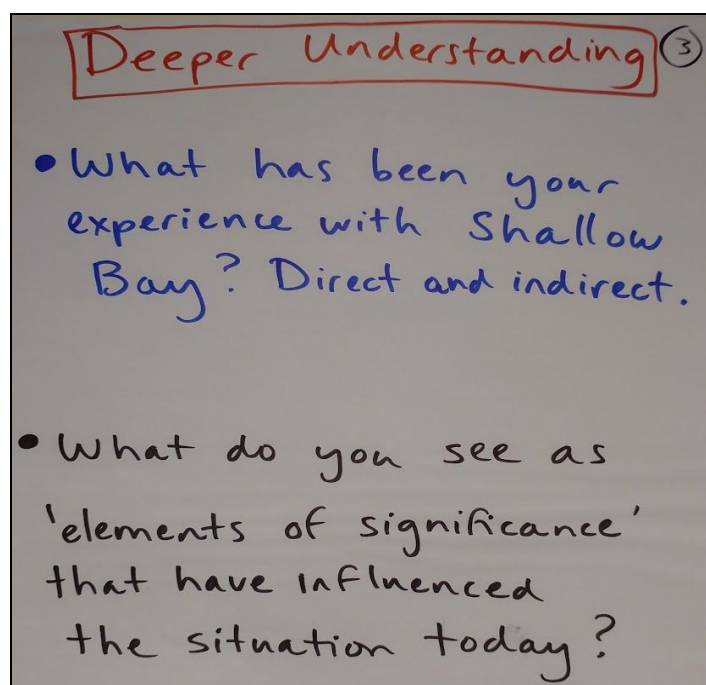 Deeper Understanding 3
• What has been your
experience with Shallow
Bay? Direct and indirect.
• What do you see as
'elements of significance'
that have influenced
the situation today?